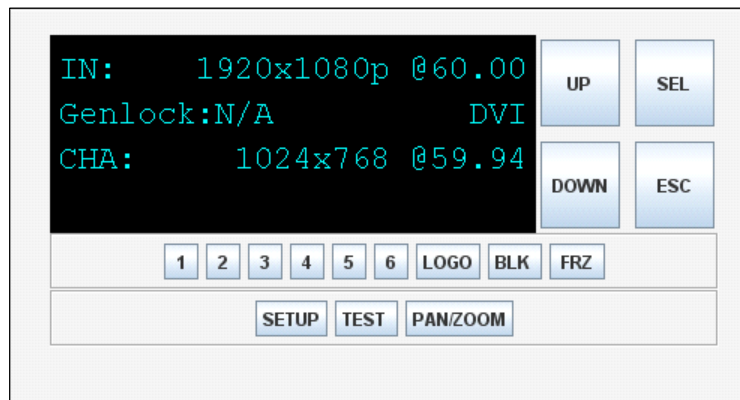 IN: 1920x1080p @60.00
Genlock:N/A DVI
CHA: 1024x768 @59.94
UP SEL
DOWN ESC
1 2 3 4 5 6 LOGO BLK FRZ
SETUP TEST PAN/ZOOM